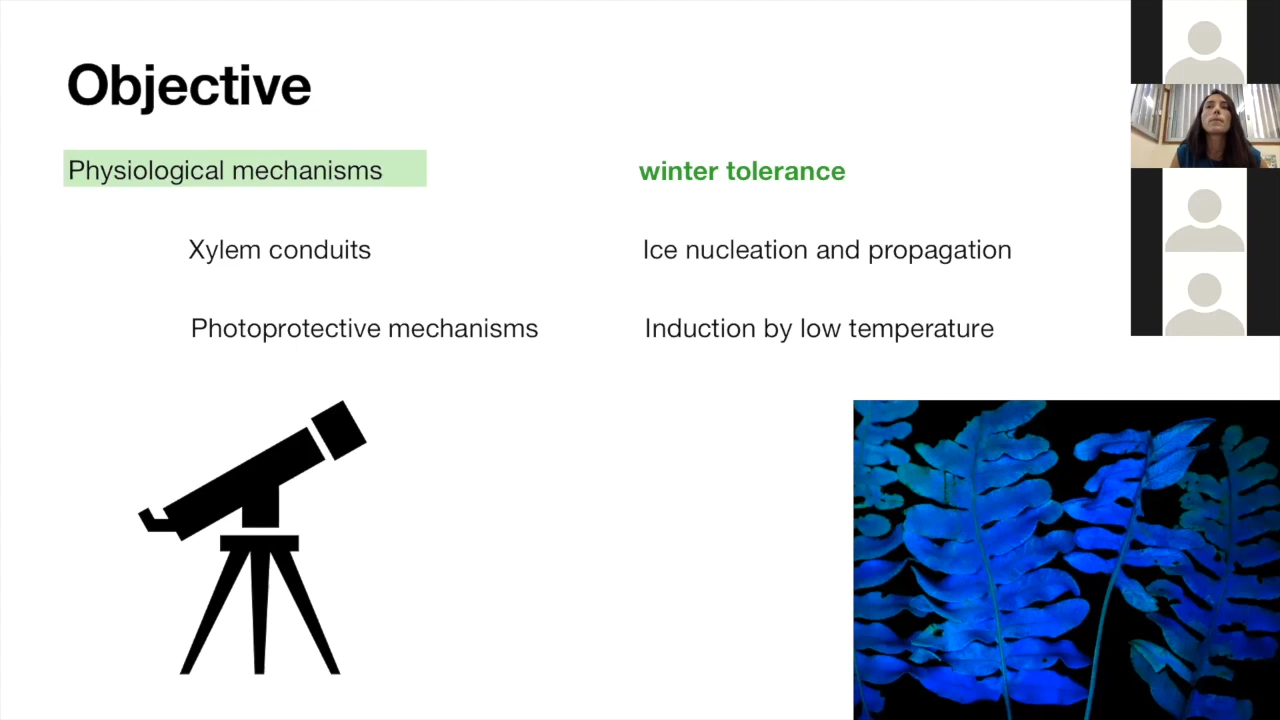 Objective
Physiological mechanisms
winter tolerance
Xylem conduits
Ice nucleation and propagation
Photoprotective mechanisms
Induction by low temperature